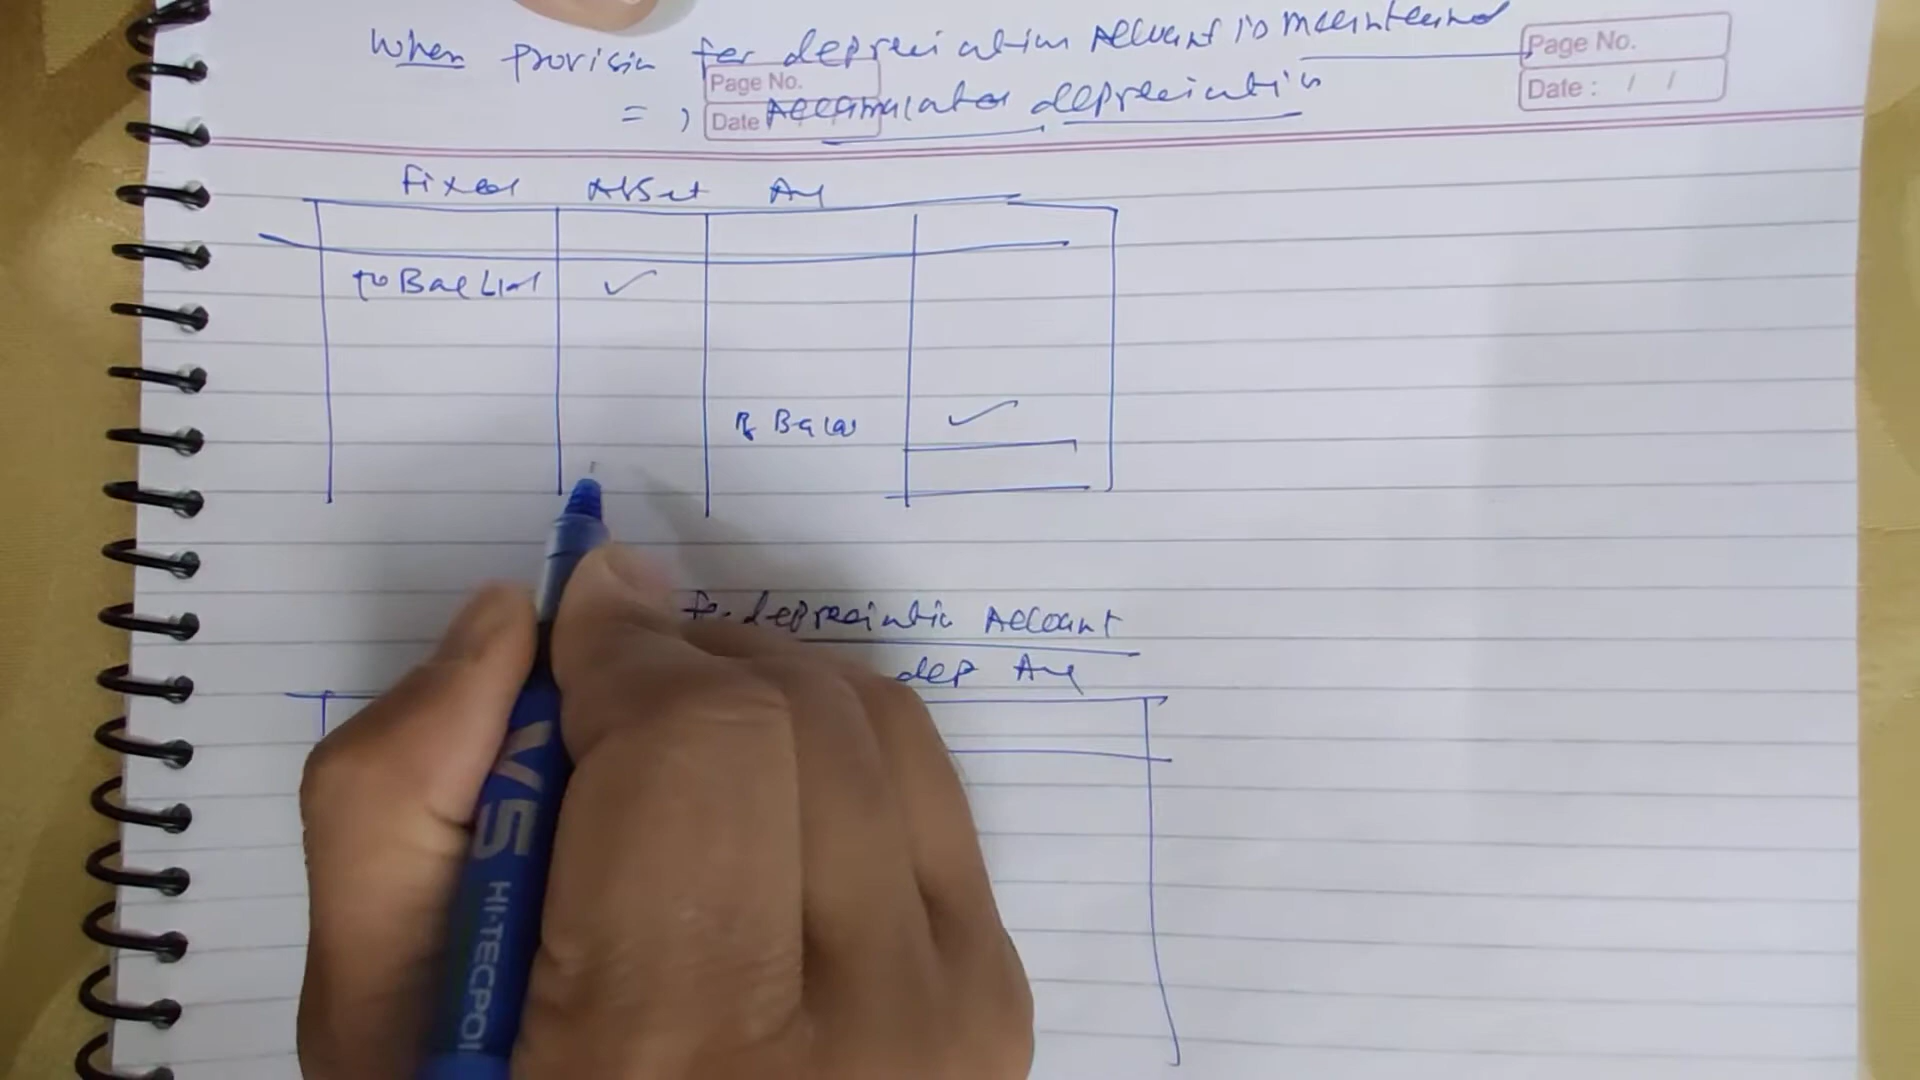 When provision for depreciation Account is maintained
Page No.
Date : / /
Page No.
Date
= , Accumulated depreciation
Fixed Asset A/c
to Bal
By Bal
depreciation Account
dep A/c
V5
HI-TECPOI